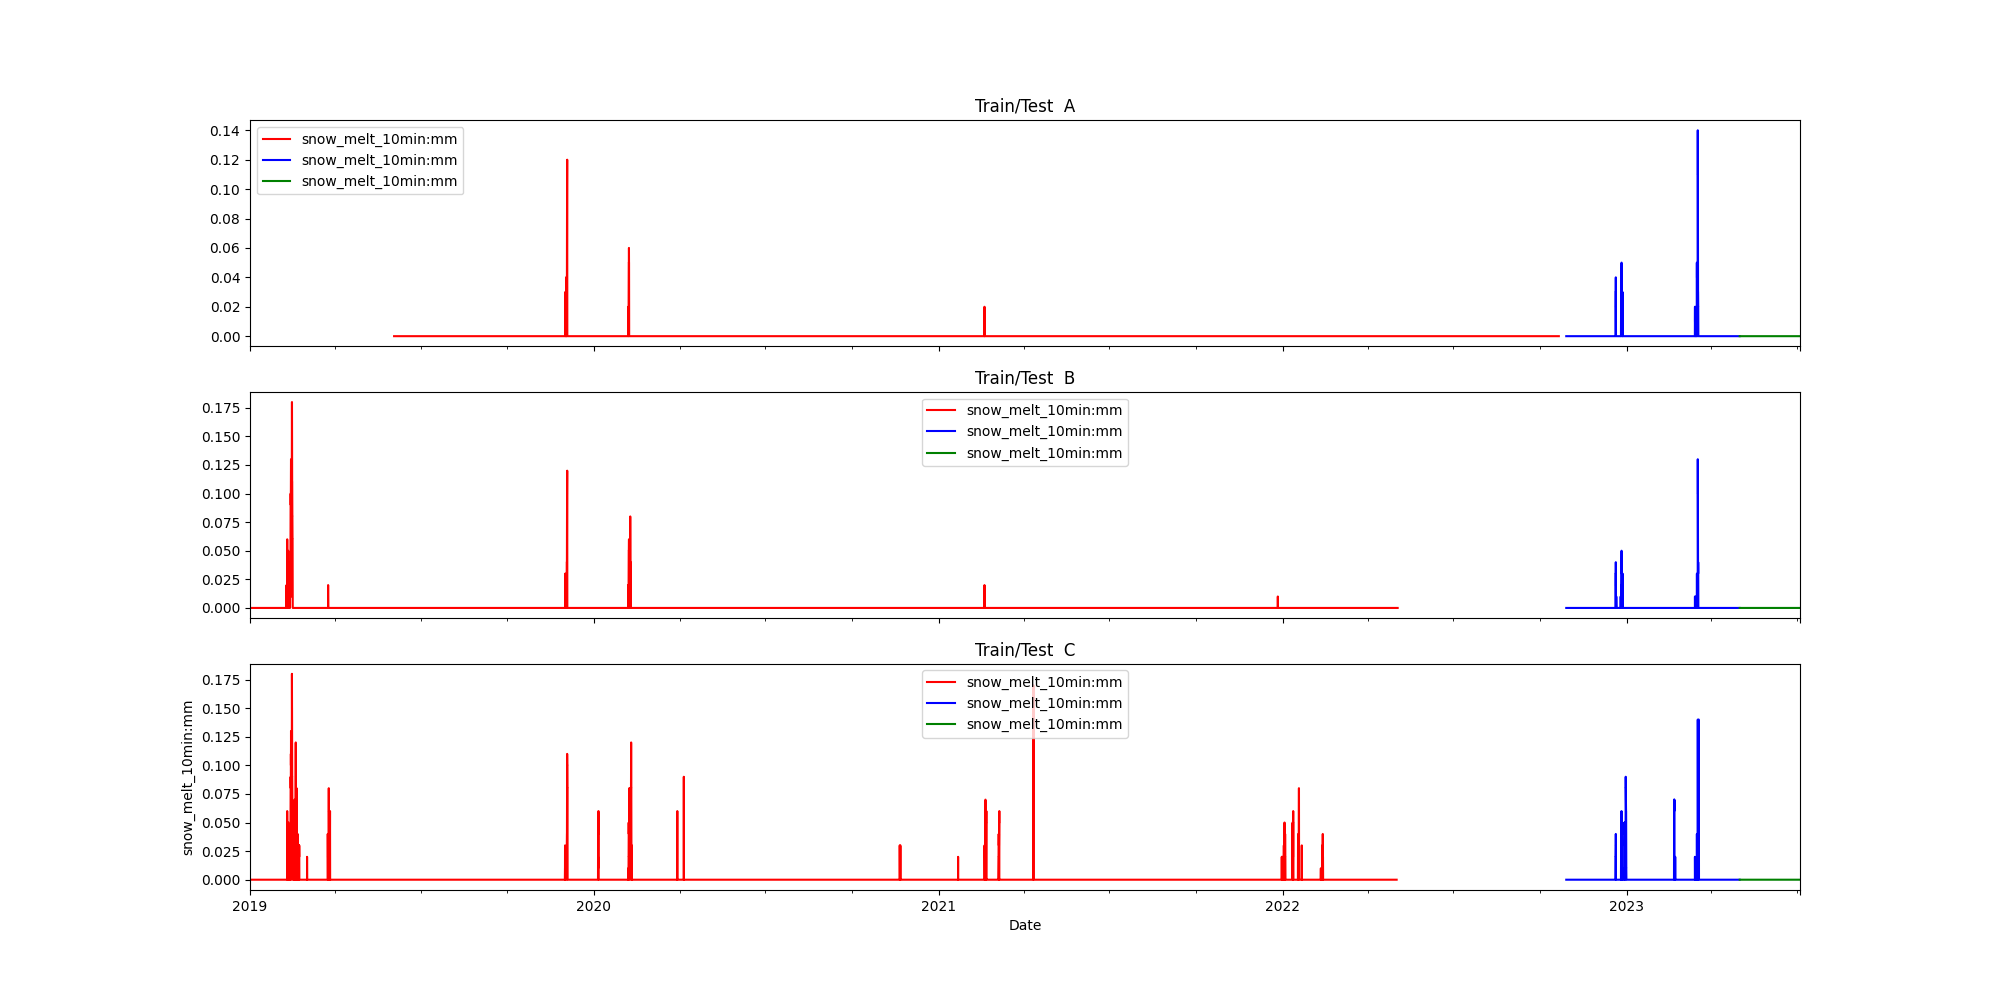 Train/Test A
0.14
0.12
0.10
0.08
0.06
0.04
0.02
0.00
snow_melt_10min:mm
snow_melt_10min:mm
snow_melt_10min:mm
Train/Test B
0.175
0.150
0.125
0.100
0.075
0.050
0.025
0.000
snow_melt_10min:mm
snow_melt_10min:mm
snow_melt_10min:mm
Train/Test C
snow_melt_10min:mm
0.175
0.150
0.125
0.100
0.075
0.050
0.025
0.000
snow_melt_10min:mm
snow_melt_10min:mm
snow_melt_10min:mm
2019 2020 2021 2022 2023
Date